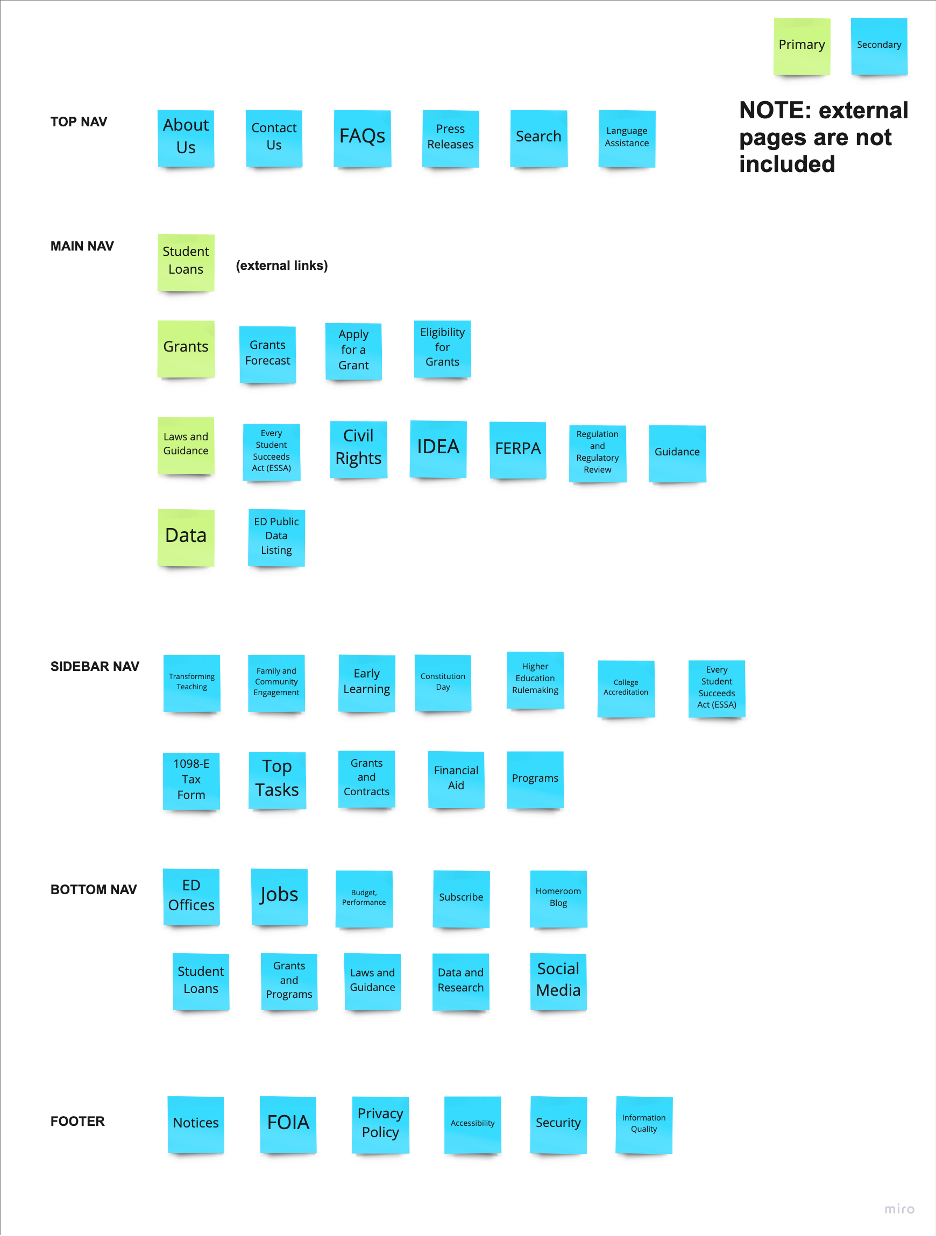 Primary
Secondary
NOTE: external
pages are not
included
TOP NAV
About
Us
Contact
Us
FAQs
Press
Releases
Search
Language
Assistance
MAIN NAV
Student
Loans
(external links)
Grants
Grants
Forecast
Apply
for a
Grant
Eligibility
for
Grants
Laws and
Guidance
Every
Student
Succeeds
Act (ESSA)
Civil
Rights
IDEA
FERPA
Regulation
and
Regulatory
Review
Guidance
Data
ED Public
Data
Listing
SIDEBAR NAV
Transforming
Teaching
Family and
Community
Engagement
Early
Learning
Constitution
Day
Higher
Education
Rulemaking
College
Accreditation
Every
Student
Succeeds
Act (ESSA)
1098-E
Tax
Form
Top
Tasks
Grants
and
Contracts
Financial
Aid
Programs
BOTTOM NAV
ED
Offices
Jobs
Budget,
Performance
Subscribe
Homeroom
Blog
Student
Loans
Grants
and
Programs
Laws and
Guidance
Data and
Research
Social
Media
FOOTER
Notices
FOIA
Privacy
Policy
Accessibility
Security
Information
Quality
miro